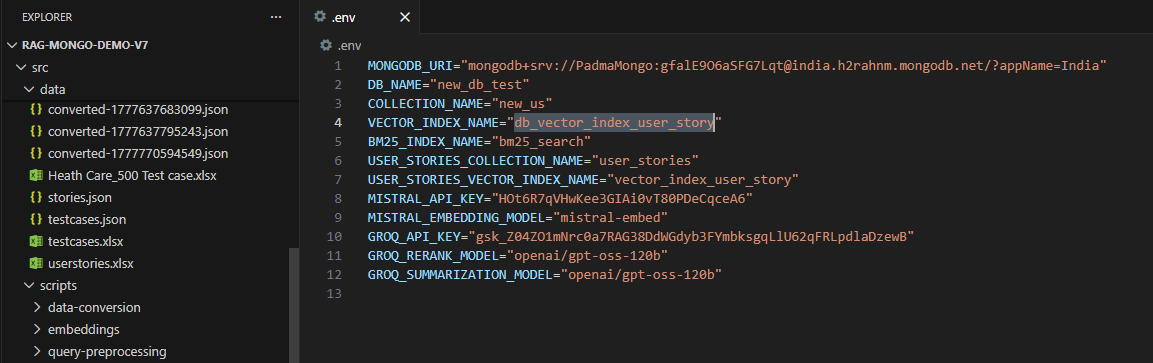 EXPLORER
...
.env
RAG-MONGO-DEMO-V7
src
data
converted-1777637683099.json
converted-1777637795243.json
converted-1777770594549.json
Heath Care_500 Test case.xlsx
stories.json
testcases.json
testcases.xlsx
userstories.xlsx
scripts
data-conversion
embeddings
query-preprocessing
.env
1 MONGODB_URI="mongodb+srv://PadmaMongo:gfalE9O6aSFG7Lqt@india.h2rahnm.mongodb.net/?appName=India"
2 DB_NAME="new_db_test"
3 COLLECTION_NAME="new_us"
4 VECTOR_INDEX_NAME="db_vector_index_user_story"
5 BM25_INDEX_NAME="bm25_search"
6 USER_STORIES_COLLECTION_NAME="user_stories"
7 USER_STORIES_VECTOR_INDEX_NAME="vector_index_user_story"
8 MISTRAL_API_KEY="HOt6R7qVHwKee3GIAi0vT80PDeCqceA6"
9 MISTRAL_EMBEDDING_MODEL="mistral-embed"
10 GROQ_API_KEY="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"
11 GROQ_RERANK_MODEL="openai/gpt-oss-120b"
12 GROQ_SUMMARIZATION_MODEL="openai/gpt-oss-120b"
13